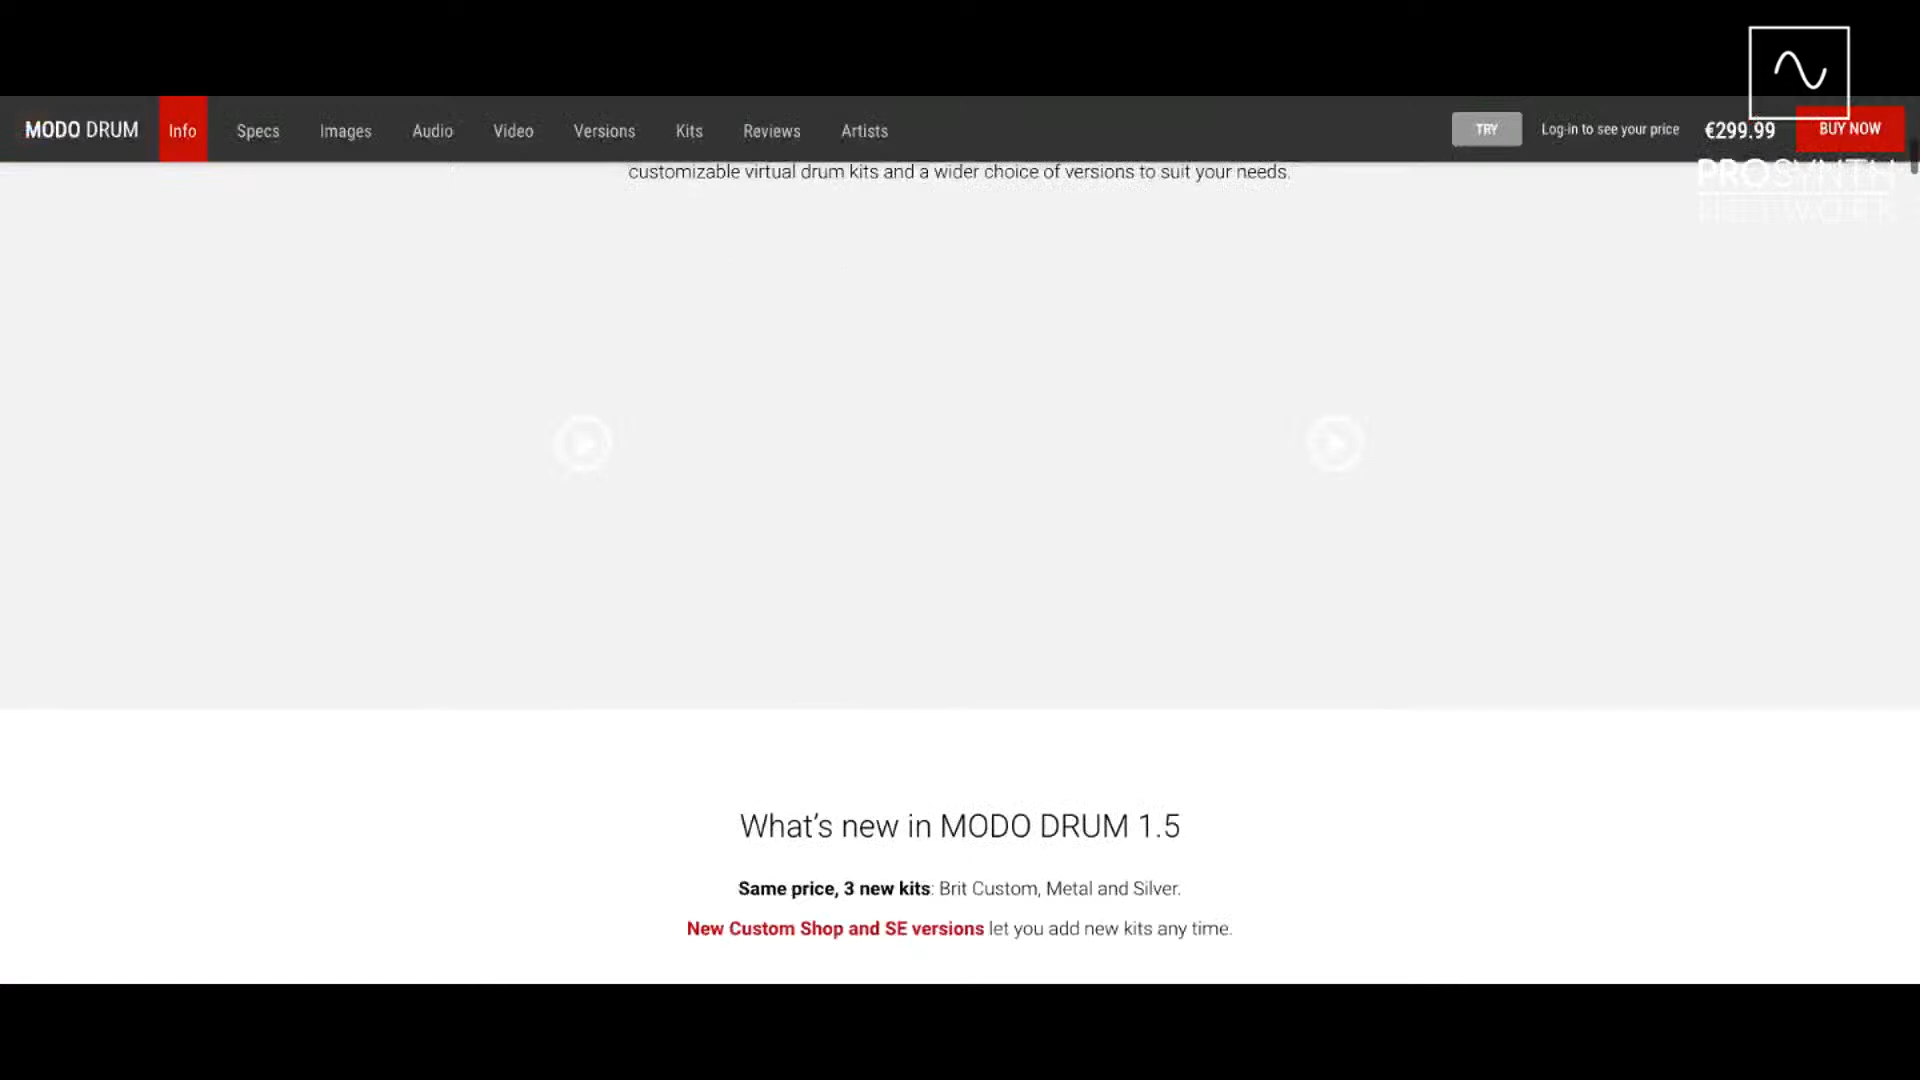 MODO DRUM Info Specs Images Audio Video Versions Kits Reviews Artists TRY Log-in to see your price €299.99 BUY NOW
PROSYNTH
NETWORK
customizable virtual drum kits and a wider choice of versions to suit your needs.
What's new in MODO DRUM 1.5
Same price, 3 new kits: Brit Custom, Metal and Silver.
New Custom Shop and SE versions let you add new kits any time.